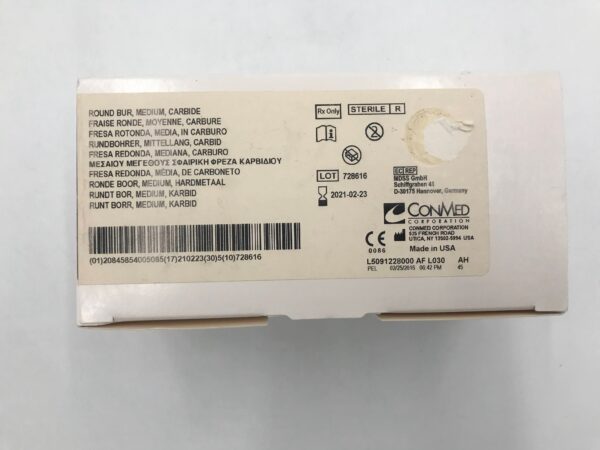 ROUND BUR, MEDIUM, CARBIDE
FRAISE RONDE, MOYENNE, CARBURE
FRESA ROTONDA, MEDIA, IN CARBURO
RUNDBOHRER, MITTELLANG, CARBID
FRESA REDONDA, MEDIANA, CARBURO
ΜΕΣΑΙΟΥ ΜΕΓΕΘΟΥΣ ΣΦΑΙΡΙΚΗ ΦΡΕΖΑ ΚΑΡΒΙΔΙΟΥ
FRESA REDONDA, MÉDIA, DE CARBONETO
RONDE BOOR, MEDIUM, HARDMETAAL
RUNDT BOR, MEDIUM, KARBID
RUNT BORR, MEDIUM, KARBID
(01)20845854005085(17)210223(30)5(10)728616
Rx Only STERILE R
LOT 728616
2021-02-23
EC REP
MDSS GmbH
Schiffgraben 41
D-30175 Hannover, Germany
CONMED
CORPORATION
CONMED CORPORATION
525 FRENCH ROAD
UTICA, NY 13502-5994 USA
CE
0086
Made in USA
L5091228000 AF L030 AH
PEL 03/25/2016 06:42 PM 45